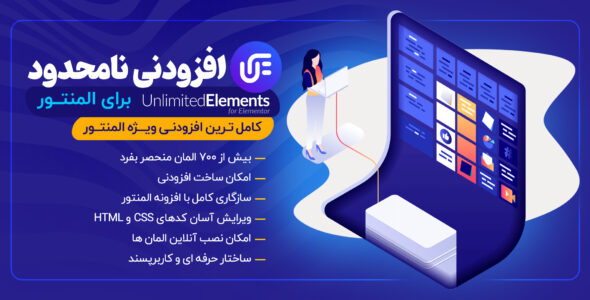 افزودنی نامحدود
برای المنتور
UnlimitedElements
for Elementor
کامل ترین افزودنی ویژه المنتور
بیش از ۷۰۰ المان منحصر بفرد
امکان ساخت افزودنی
سازگاری کامل با افزونه المنتور
ویرایش آسان کدهای CSS و HTML
امکان نصب آنلاین المان ها
ساختار حرفه ای و کاربرپسند